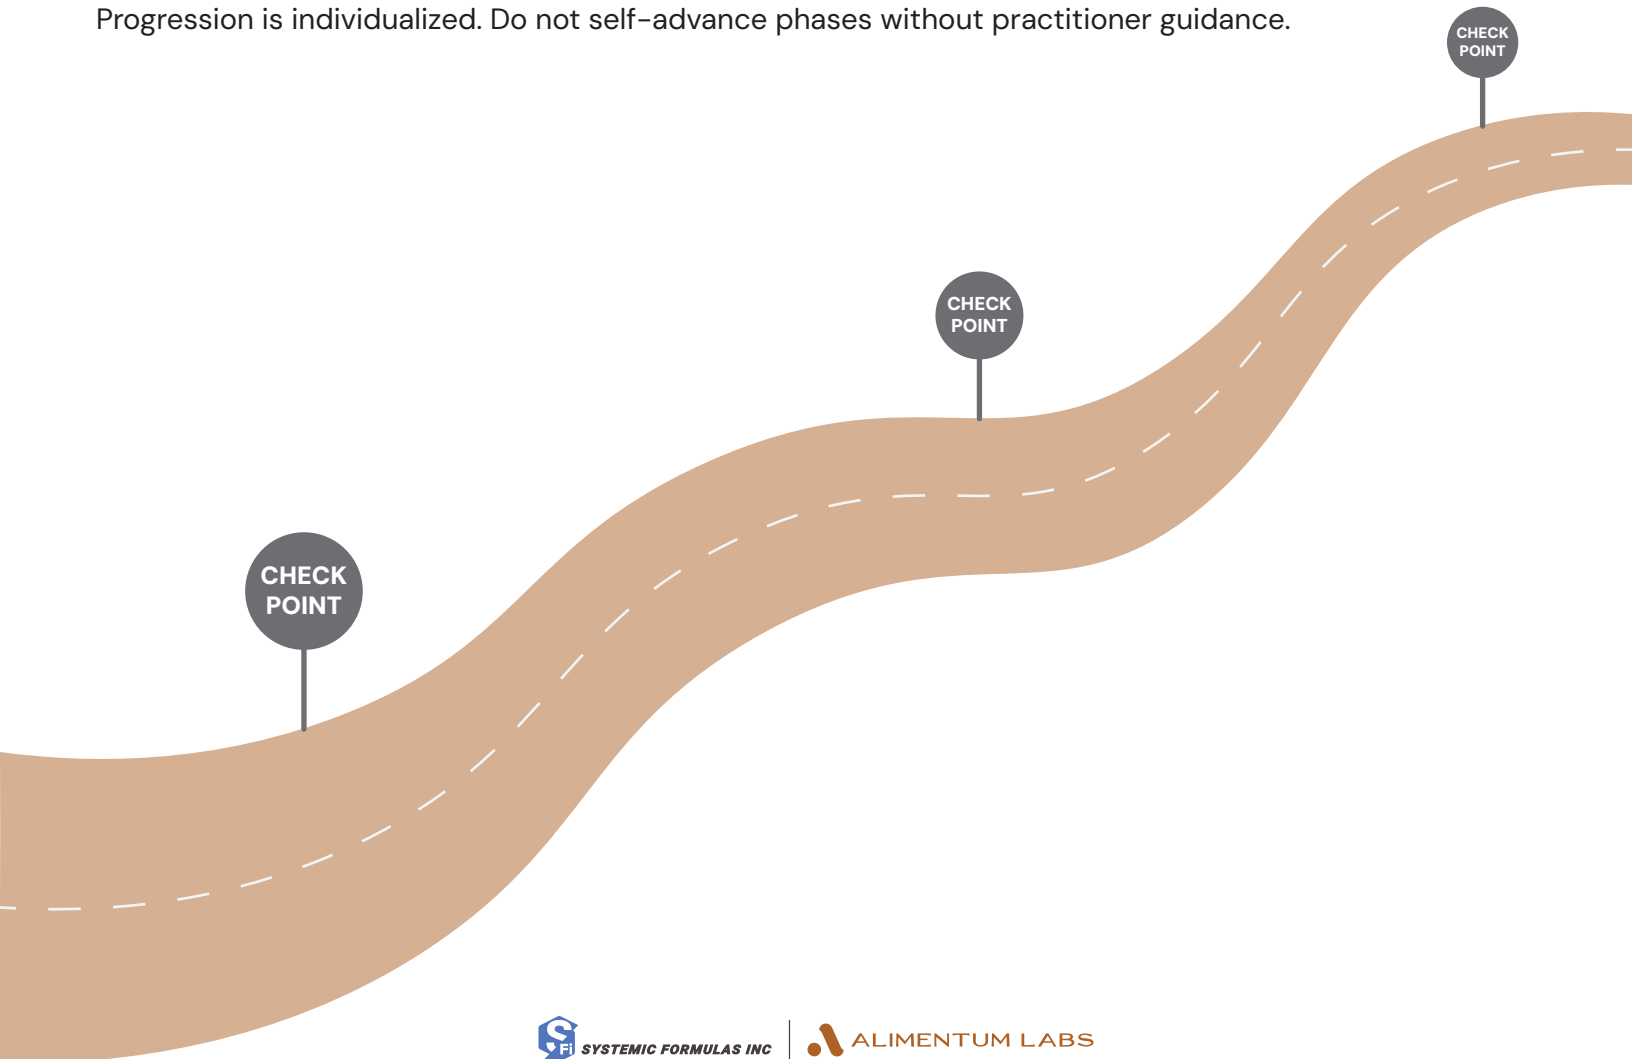 Progression is individualized. Do not self-advance phases without practitioner guidance.
CHECK
POINT
CHECK
POINT
CHECK
POINT
SFi SYSTEMIC FORMULAS INC
ALIMENTUM LABS